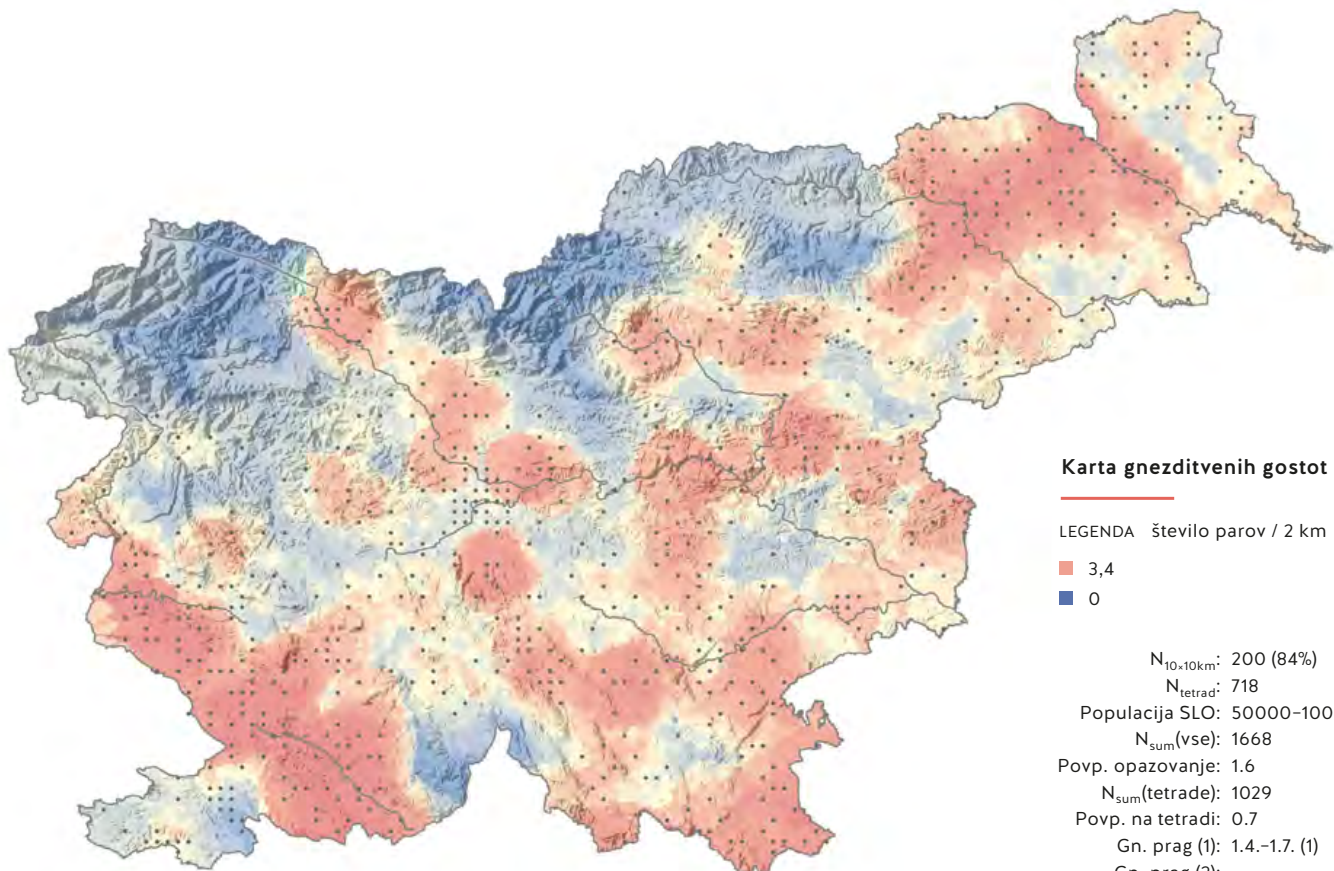 Karta gnezditvenih gostot
LEGENDA število parov / 2 km
3,4
0
N10×10km: 200 (84%)
Ntetrad: 718
Populacija SLO: 50000–100
Nsum(vse): 1668
Povp. opazovanje: 1.6
Nsum(tetrade): 1029
Povp. na tetradi: 0.7
Gn. prag (1): 1.4.–1.7. (1)